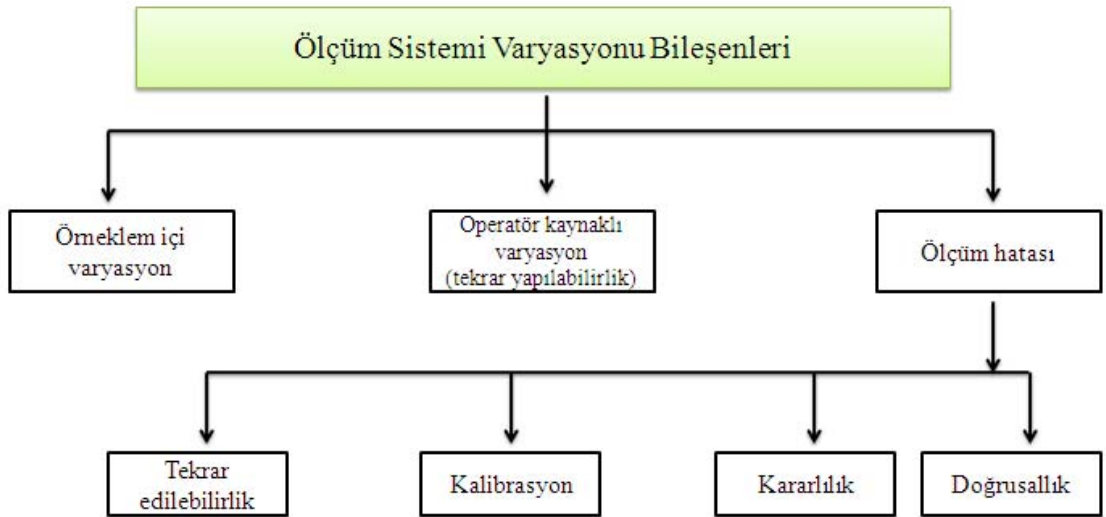 Ölçüm Sistemi Varyasyonu Bileşenleri
Örneklem içi
varyasyon
Operatör kaynaklı
varyasyon
(tekrar yapılabilirlik)
Ölçüm hatası
Tekrar
edilebilirlik
Kalibrasyon
Kararlılık
Doğrusallık